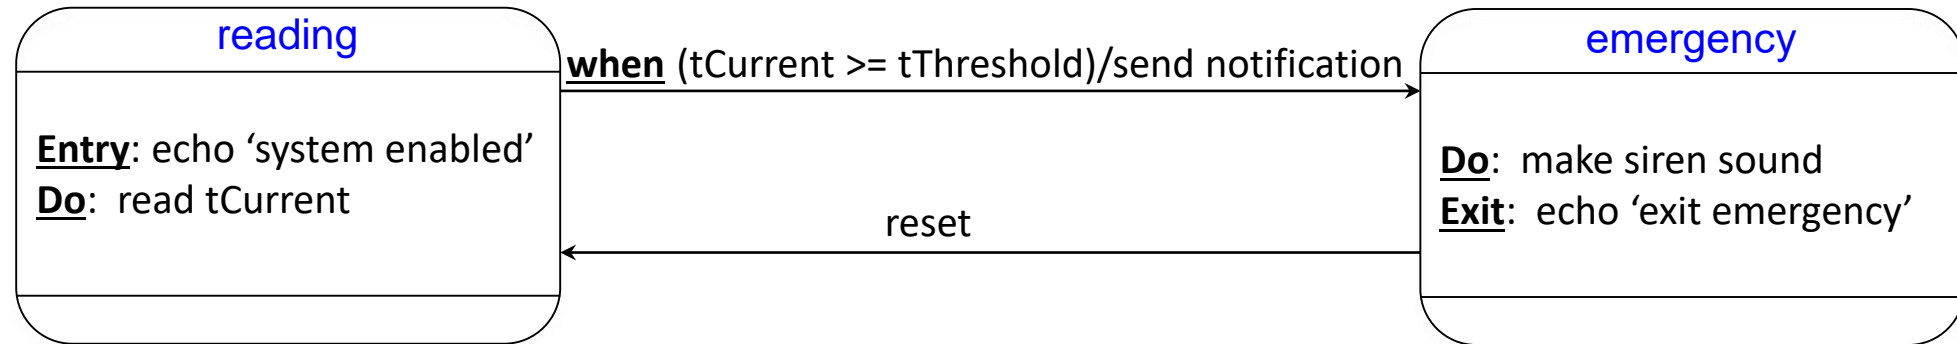 reading
Entry: echo ‘system enabled’
Do: read tCurrent
when (tCurrent >= tThreshold)/send notification
reset
emergency
Do: make siren sound
Exit: echo ‘exit emergency’